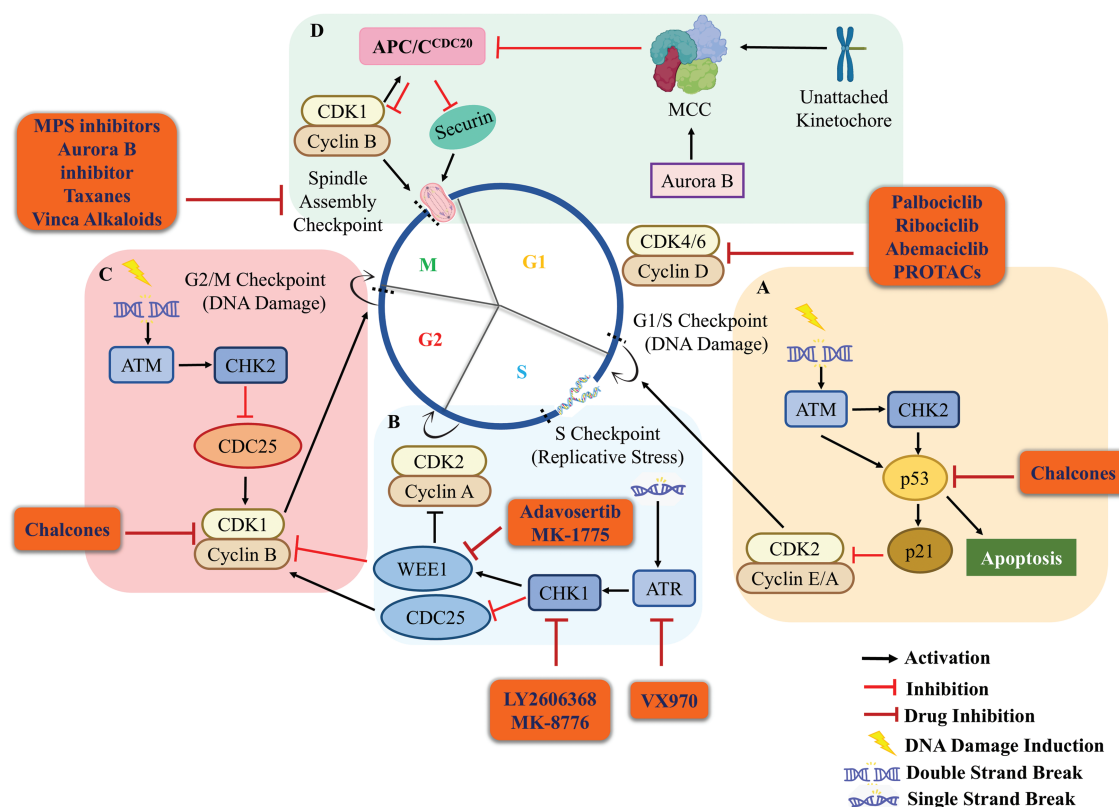 D
APC/C^CDC20
CDK1
Cyclin B
Securin
MCC
Unattached
Kinetochore
Aurora B
Spindle
Assembly
Checkpoint
MPS inhibitors
Aurora B
inhibitor
Taxanes
Vinca Alkaloids
Palbociclib
Ribociclib
Abemaciclib
PROTACs
CDK4/6
Cyclin D
M
G1
G2
S
C
G2/M Checkpoint
(DNA Damage)
ATM
CHK2
CDC25
CDK1
Cyclin B
Chalcones
G1/S Checkpoint
(DNA Damage)
S Checkpoint
(Replicative Stress)
B
CDK2
Cyclin A
Adavosertib
MK-1775
WEE1
CDC25
CHK1
ATR
LY2606368
MK-8776
VX970
A
ATM
CHK2
p53
Chalcones
p21
Apoptosis
CDK2
Cyclin E/A
Activation
Inhibition
Drug Inhibition
DNA Damage Induction
Double Strand Break
Single Strand Break